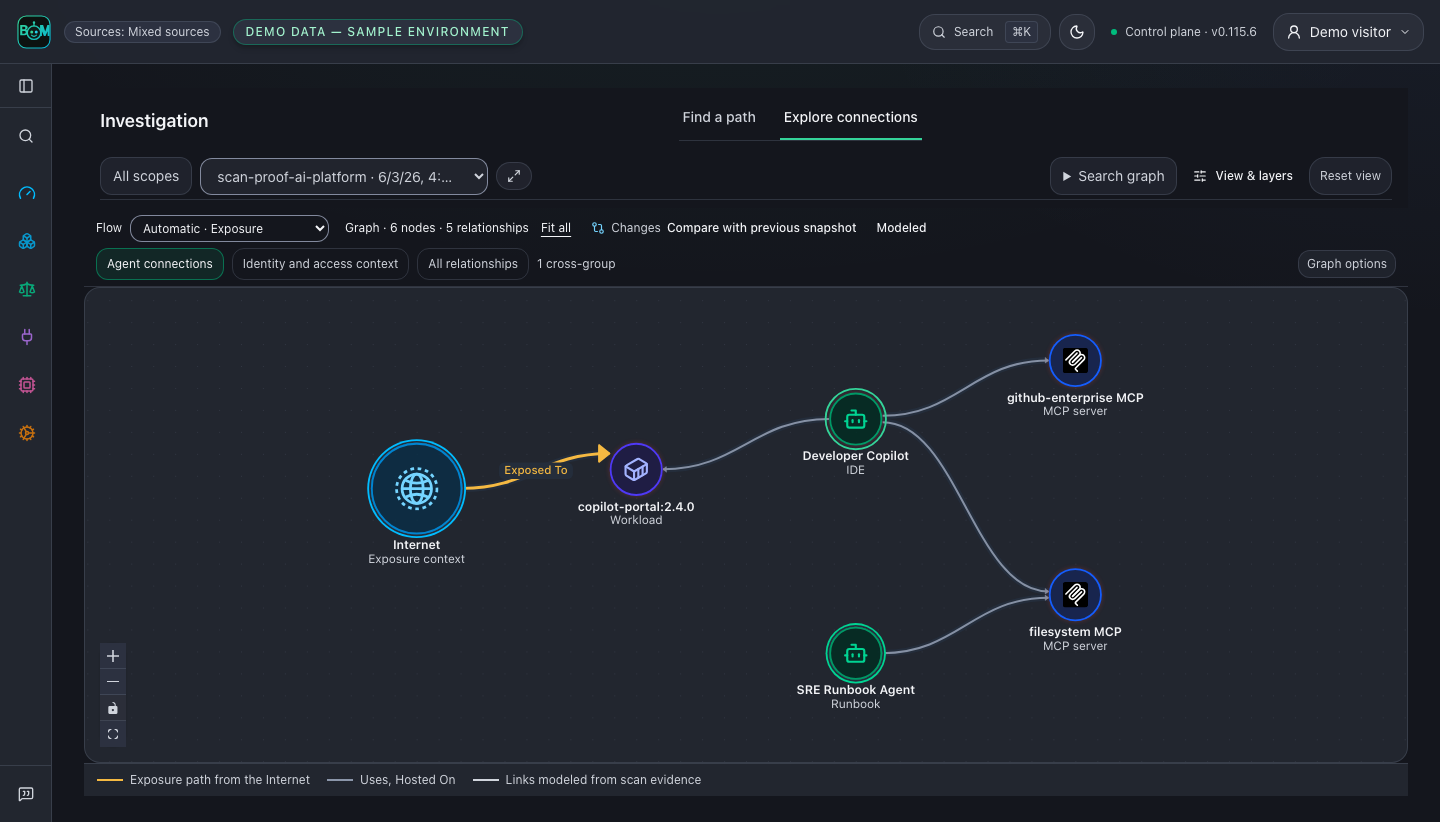 BOM
Sources: Mixed sources
DEMO DATA — SAMPLE ENVIRONMENT
Search ⌘K
Control plane · v0.115.6
Demo visitor
Investigation
Find a path
Explore connections
All scopes
scan-proof-ai-platform · 6/3/26, 4:...
Search graph
View & layers
Reset view
Flow
Automatic · Exposure
Graph · 6 nodes · 5 relationships
Fit all
Changes
Compare with previous snapshot
Modeled
Agent connections
Identity and access context
All relationships
1 cross-group
Graph options
github-enterprise MCP
MCP server
Developer Copilot
IDE
Exposed To
copilot-portal:2.4.0
Workload
Internet
Exposure context
filesystem MCP
MCP server
SRE Runbook Agent
Runbook
Exposure path from the Internet
Uses, Hosted On
Links modeled from scan evidence